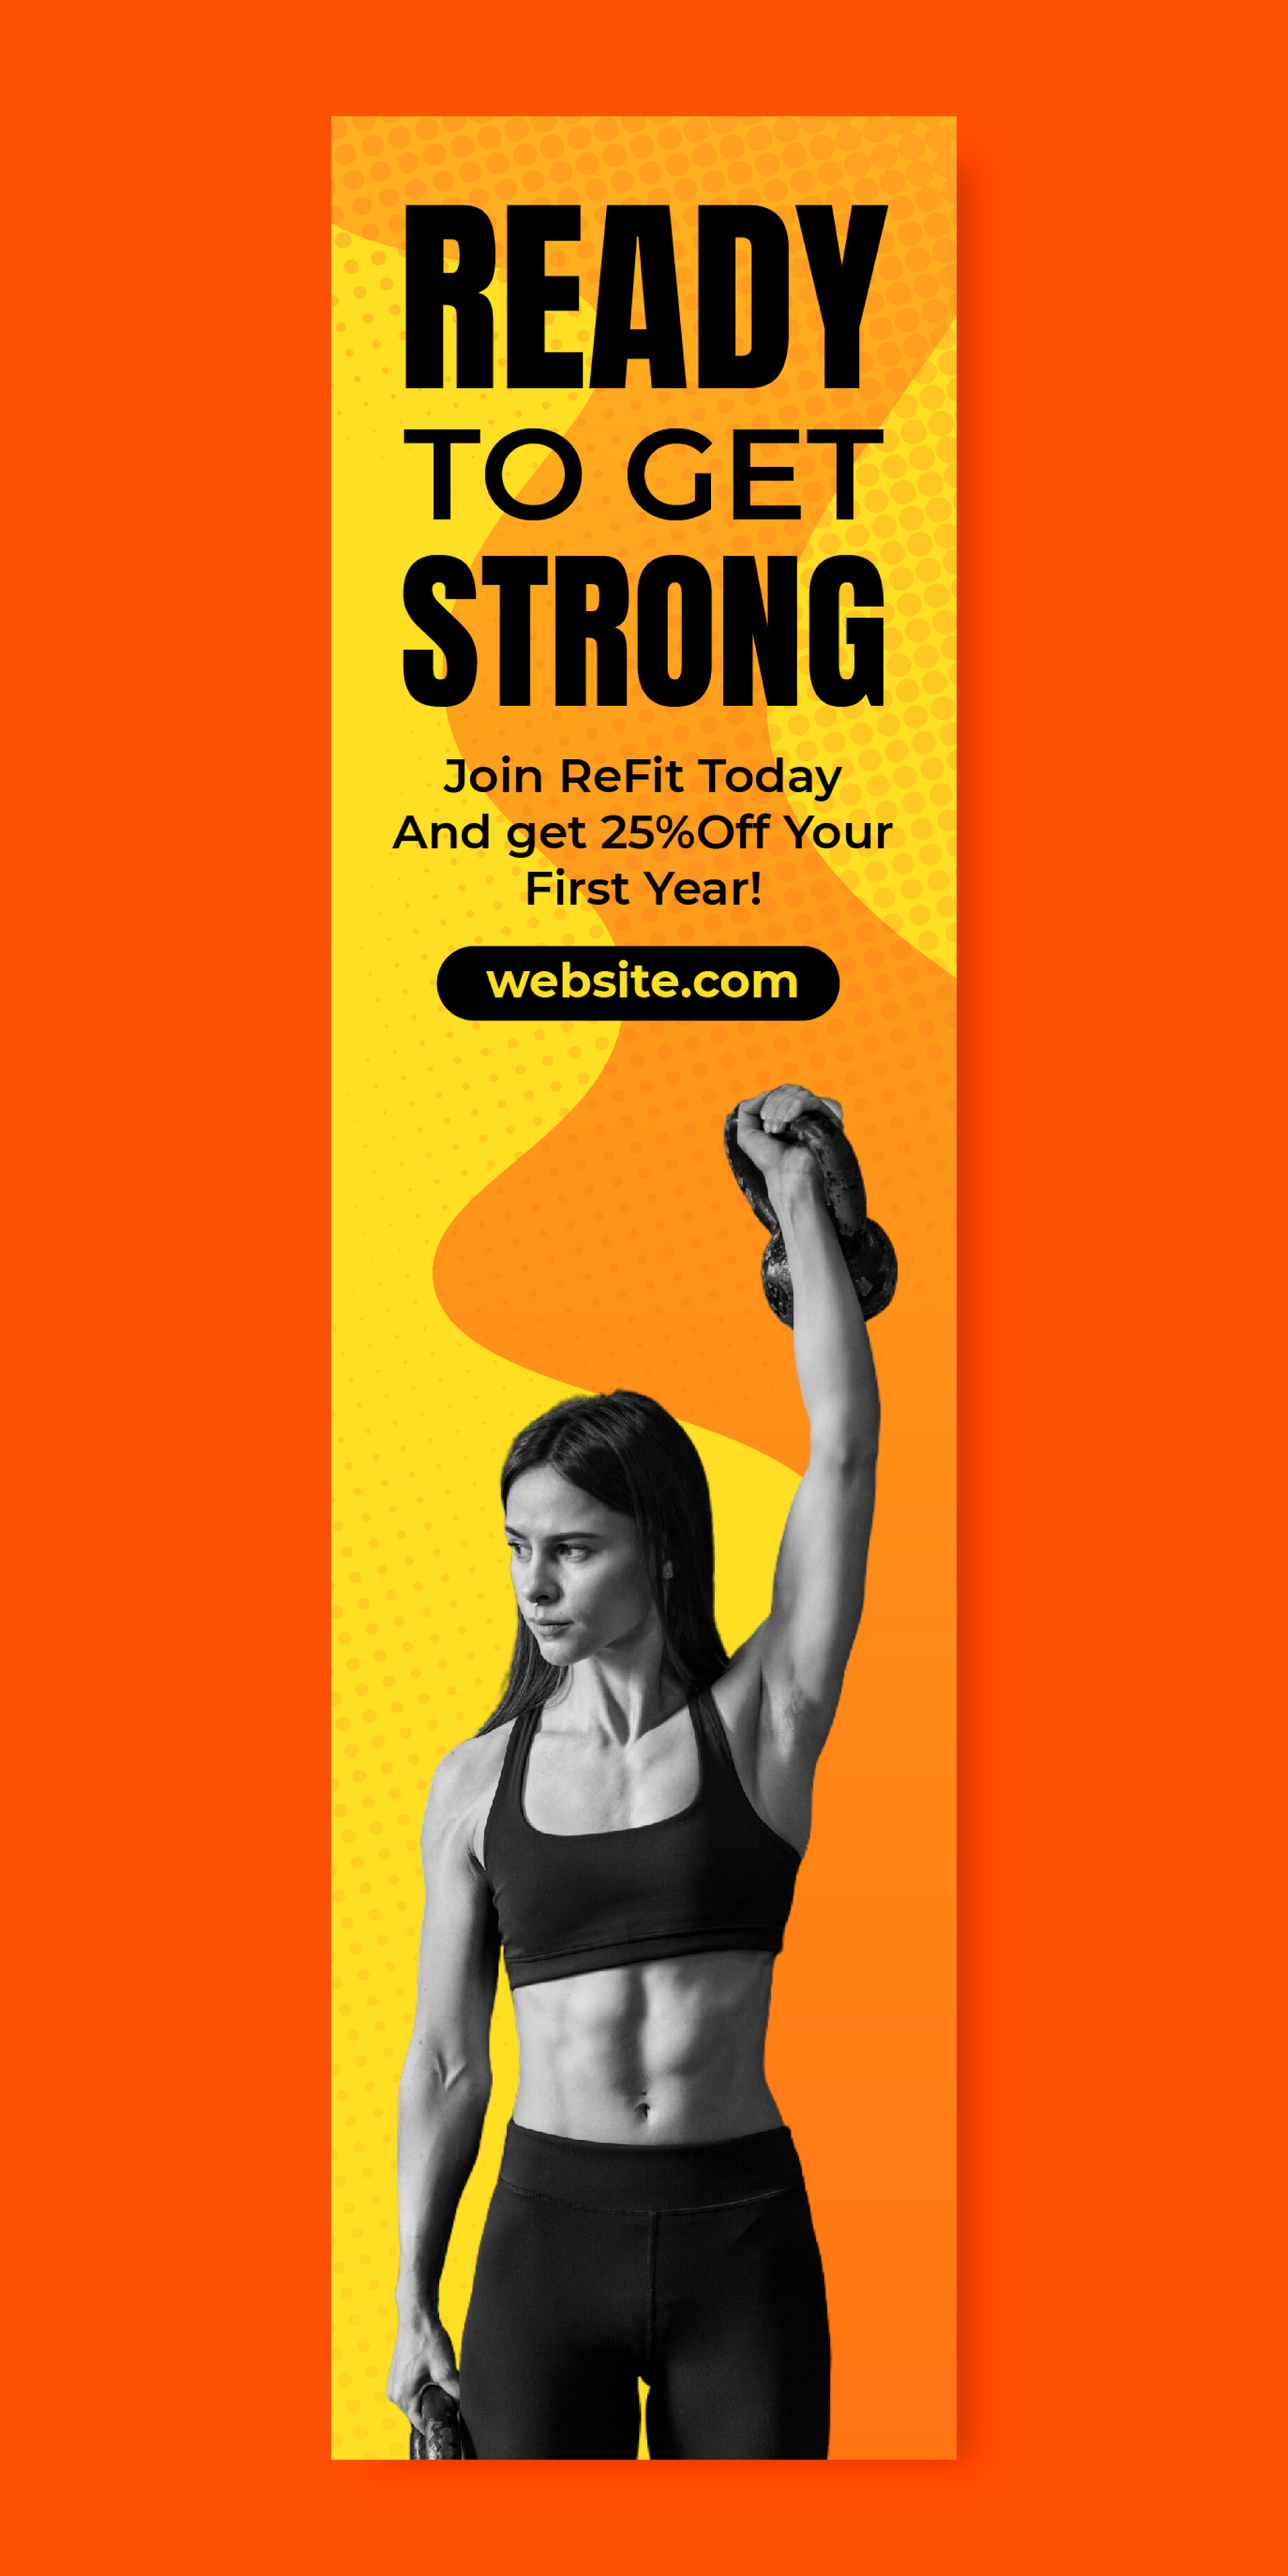 READY
TO GET
STRONG
Join ReFit Today
And get 25%Off Your
First Year!
website.com